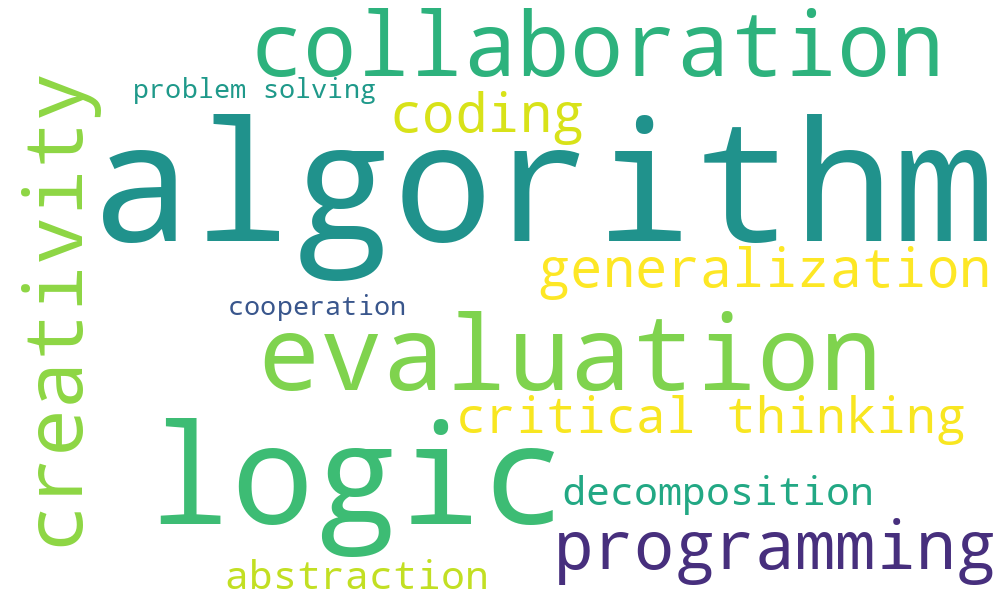 collaboration
problem solving
coding
creativity
algorithm
generalization
cooperation
evaluation
critical thinking
logic
decomposition
programming
abstraction